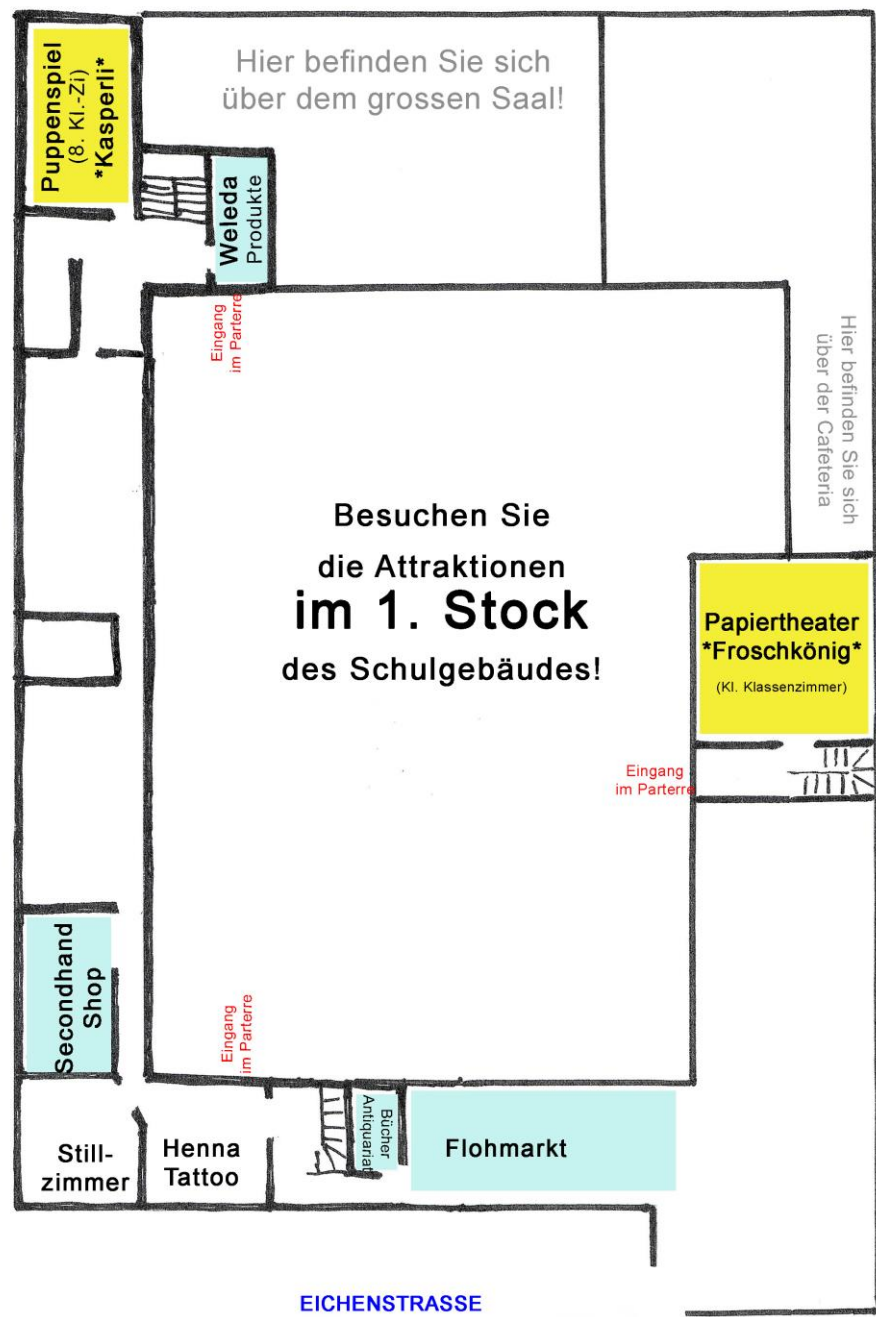 Puppenspiel
(8. Kl.-Zi)
*Kasperli*
Hier befinden Sie sich
über dem grossen Saal!
Weleda
Produkte
Eingang
im Parterre
Hier befinden Sie sich
über der Cafeteria
Besuchen Sie
die Attraktionen
im 1. Stock
des Schulgebäudes!
Papiertheater
*Froschkönig*
(Kl. Klassenzimmer)
Eingang
im Parterre
Secondhand
Shop
Eingang
im Parterre
Still-
zimmer
Henna
Tattoo
Bücher
Antiquariat
Flohmarkt
EICHENSTRASSE